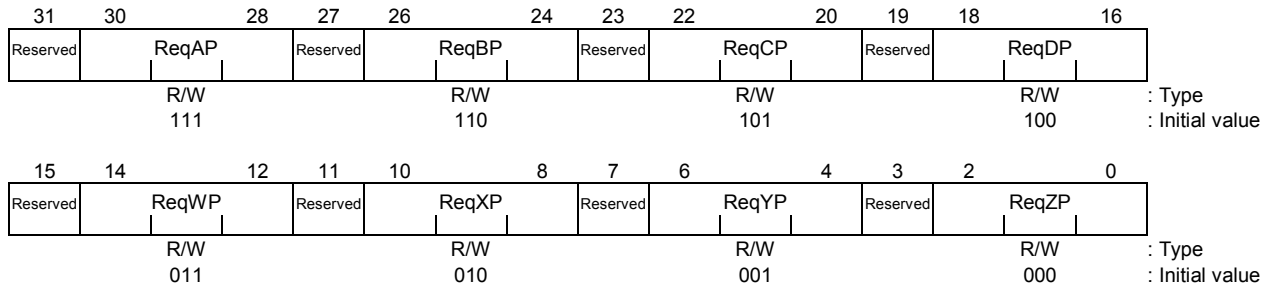 31 30 28 27 26 24 23 22 20 19 18 16
Reserved ReqAP Reserved ReqBP Reserved ReqCP Reserved ReqDP
R/W R/W R/W R/W : Type
111 110 101 100 : Initial value
15 14 12 11 10 8 7 6 4 3 2 0
Reserved ReqWP Reserved ReqXP Reserved ReqYP Reserved ReqZP
R/W R/W R/W R/W : Type
011 010 001 000 : Initial value